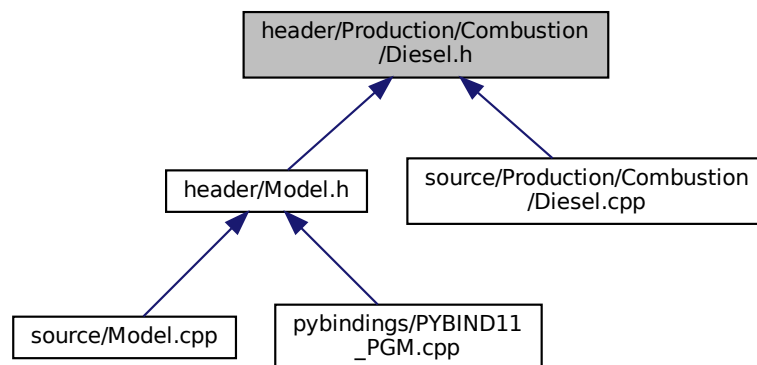 header/Production/Combustion
/Diesel.h
header/Model.h
source/Production/Combustion
/Diesel.cpp
source/Model.cpp
pybindings/PYBIND11
_PGM.cpp